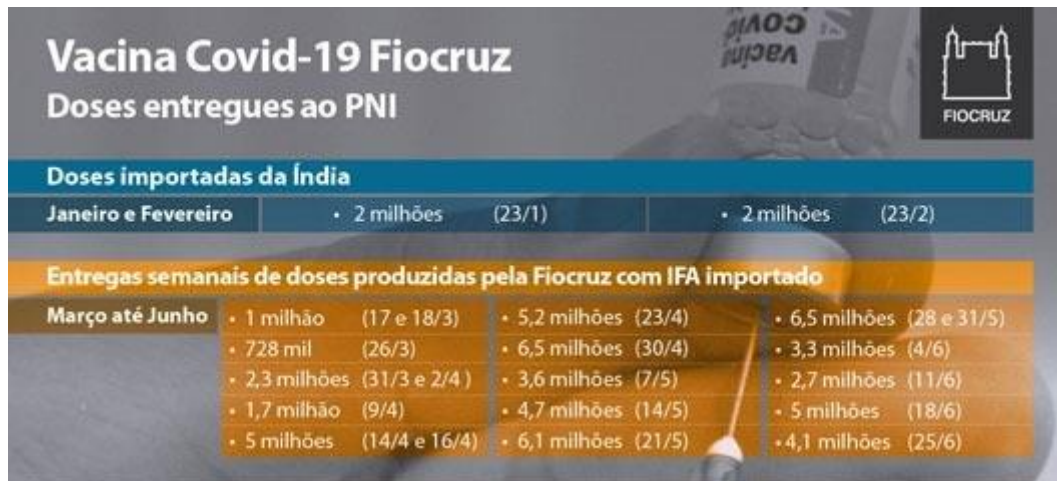 Vacina Covid-19 Fiocruz
Doses entregues ao PNI
vacina
covid
FIOCRUZ
Doses importadas da Índia
Janeiro e Fevereiro • 2 milhões (23/1) • 2 milhões (23/2)
Entregas semanais de doses produzidas pela Fiocruz com IFA importado
Março até Junho • 1 milhão (17 e 18/3) • 5,2 milhões (23/4) • 6,5 milhões (28 e 31/5)
• 728 mil (26/3) • 6,5 milhões (30/4) • 3,3 milhões (4/6)
• 2,3 milhões (31/3 e 2/4 ) • 3,6 milhões (7/5) • 2,7 milhões (11/6)
• 1,7 milhão (9/4) • 4,7 milhões (14/5) • 5 milhões (18/6)
• 5 milhões (14/4 e 16/4) • 6,1 milhões (21/5) •4,1 milhões (25/6)